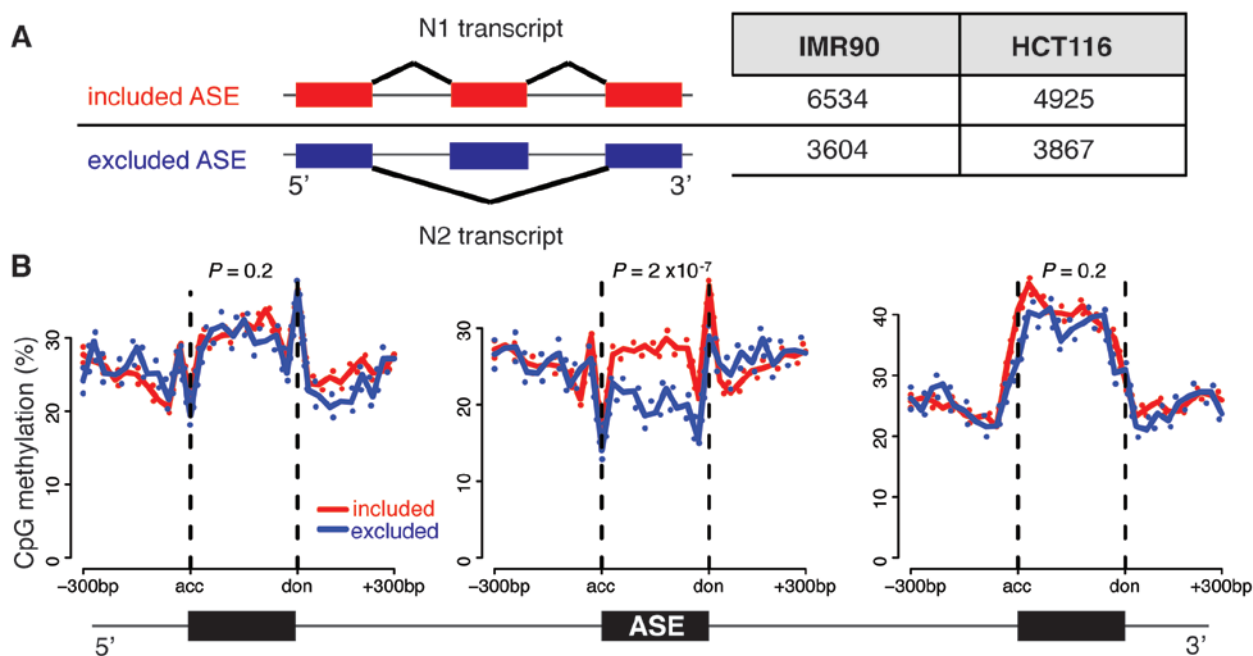 A
N1 transcript
IMR90 HCT116
included ASE
6534 4925
excluded ASE
3604 3867
5’ 3’
N2 transcript
B
P = 0.2 P = 2 x10-7 P = 0.2
CpG methylation (%)
30
20
10
0
30
20
10
0
40
30
20
10
0
included
excluded
−300bp acc don +300bp −300bp acc don +300bp −300bp acc don +300bp
ASE
5’ 3’